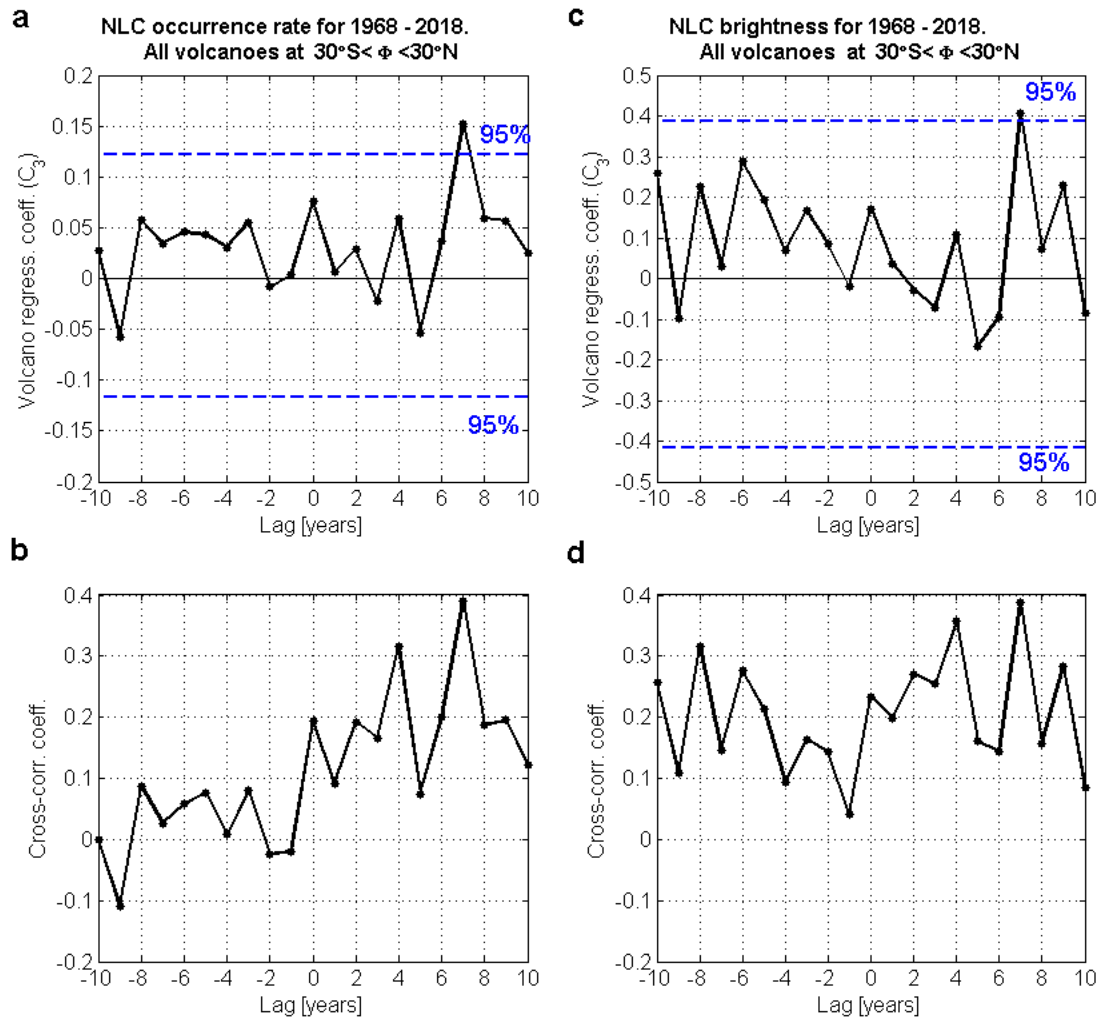 a
NLC occurrence rate for 1968 - 2018.
All volcanoes at 30°S< Φ <30°N
0.2
0.15
0.1
0.05
0
-0.05
-0.1
-0.15
-0.2
95%
95%
Volcano regress. coeff. (C₃)
-10 -8 -6 -4 -2 0 2 4 6 8 10
Lag [years]
c
NLC brightness for 1968 - 2018.
All volcanoes at 30°S< Φ <30°N
0.5
0.4
0.3
0.2
0.1
0
-0.1
-0.2
-0.3
-0.4
-0.5
95%
95%
Volcano regress. coeff. (C₃)
-10 -8 -6 -4 -2 0 2 4 6 8 10
Lag [years]
b
0.4
0.3
0.2
0.1
0
-0.1
-0.2
Cross-corr. coeff.
-10 -8 -6 -4 -2 0 2 4 6 8 10
Lag [years]
d
0.4
0.3
0.2
0.1
0
-0.1
-0.2
Cross-corr. coeff.
-10 -8 -6 -4 -2 0 2 4 6 8 10
Lag [years]